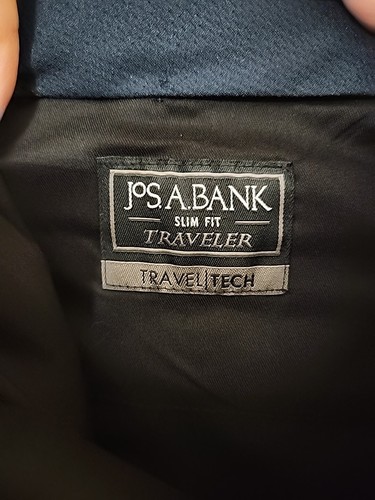 JOS. A. BANK
SLIM FIT
TRAVELER
TRAVEL|TECH